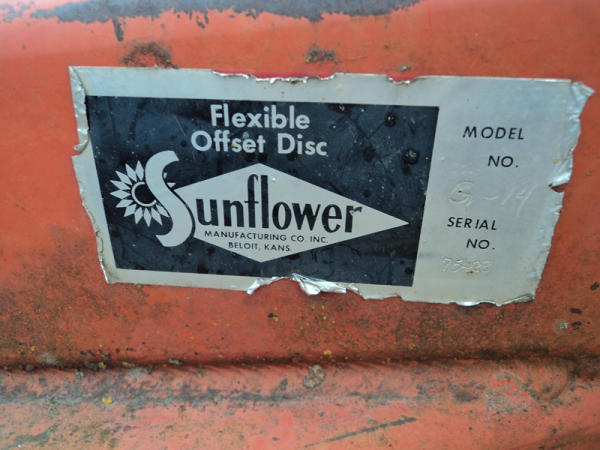 Flexible
Offset Disc
Sunflower
MANUFACTURING CO. INC.
BELOIT, KANS.
MODEL
NO.
SERIAL
NO.